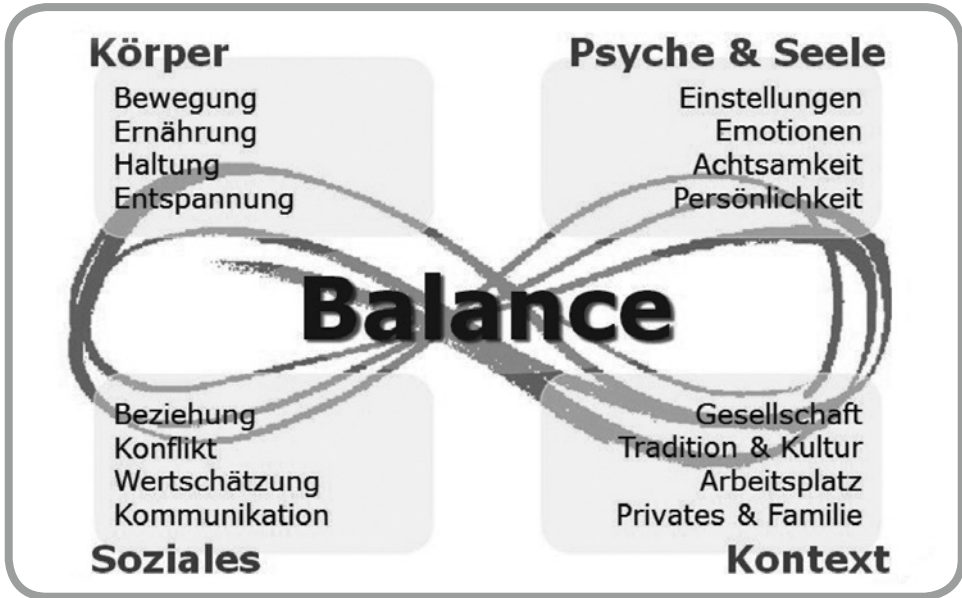 Körper
Bewegung
Ernährung
Haltung
Entspannung
Psyche & Seele
Einstellungen
Emotionen
Achtsamkeit
Persönlichkeit
Balance
Beziehung
Konflikt
Wertschätzung
Kommunikation
Soziales
Gesellschaft
Tradition & Kultur
Arbeitsplatz
Privates & Familie
Kontext